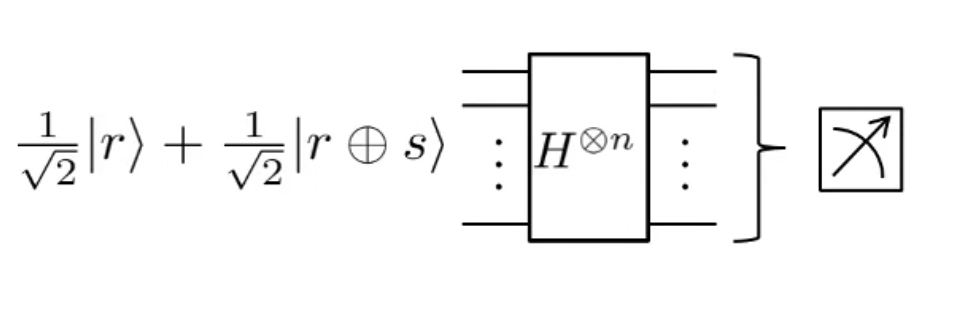 1/√2 |r⟩ + 1/√2 |r ⊕ s⟩ H^{⊗n}